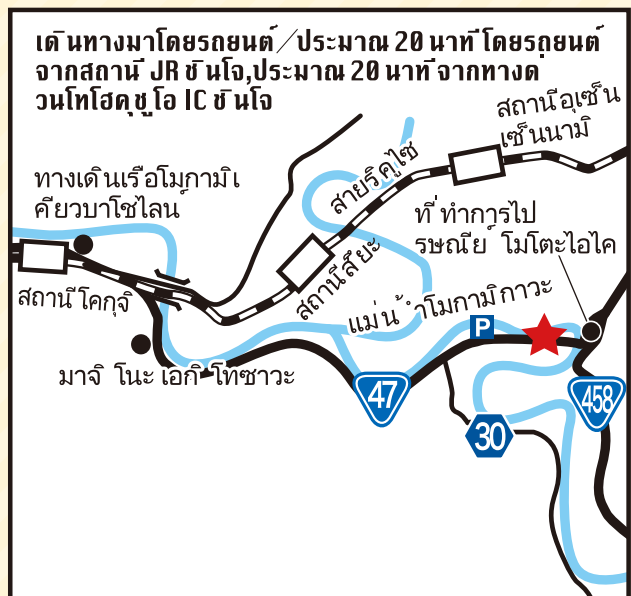 เดินทางมาโดยรถยนต์／ประมาณ 20 นาทีโดยรถยนต์
จากสถานี JR ชินโจ,ประมาณ 20 นาทีจากทางด่
วนโทโฮคุชูโอ IC ชินโจ
สถานีอุเซ็น
เซ็นนามิ
ทางเดินเรือโมกามิเ
คียวบาโชไลน์
สายริคุไซ
ที่ทำการไป
รษณีย์ โมโตะไอไค
สถานีโคกุจิ
สถานีสึยะ
แม่น้ำโมกามิกาวะ
P
มาจิ โนะ เอกิ โทซาวะ
47
458
30